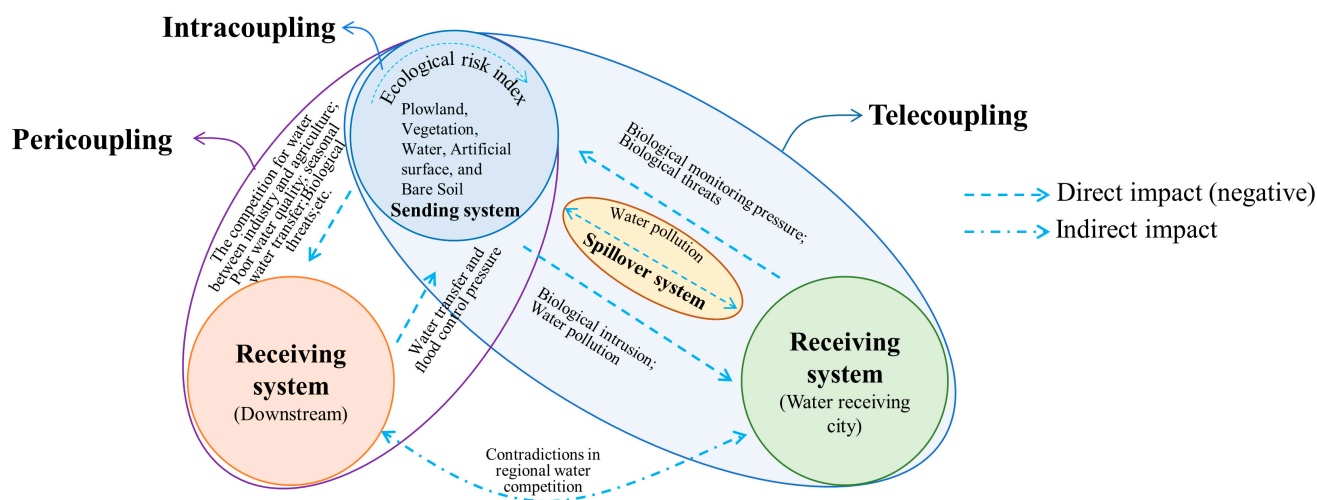 Intracoupling
Pericoupling
Telecoupling
Ecological risk index
Plowland,
Vegetation,
Water, Artificial
surface, and
Bare Soil
Sending system
The competition for water
between industry and agriculture;
Poor water quality; seasonal
water transfer;Biological
threats;etc.
Biological monitoring pressure;
Biological threats
Water pollution
Spillover system
Direct impact (negative)
Indirect impact
Water transfer and
flood control pressure
Biological intrusion;
Water pollution
Receiving
system
(Downstream)
Receiving
system
(Water receiving
city)
Contradictions in
regional water
competition